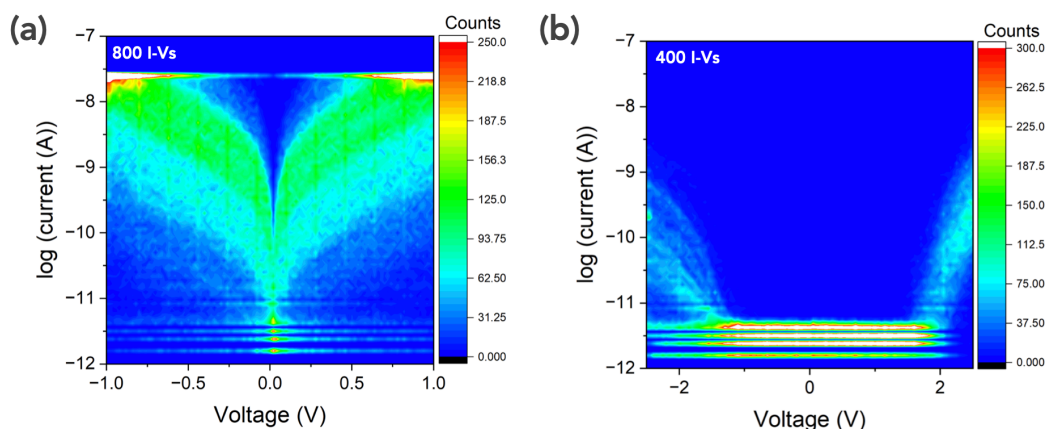 (a)
800 I-Vs
Counts
250.0
218.8
187.5
156.3
125.0
93.75
62.50
31.25
0.000
−7
−8
−9
−10
−11
−12
log (current (A))
−1.0 −0.5 0.0 0.5 1.0
Voltage (V)
(b)
400 I-Vs
Counts
300.0
262.5
225.0
187.5
150.0
112.5
75.00
37.50
0.000
−7
−8
−9
−10
−11
−12
log (current (A))
−2 0 2
Voltage (V)